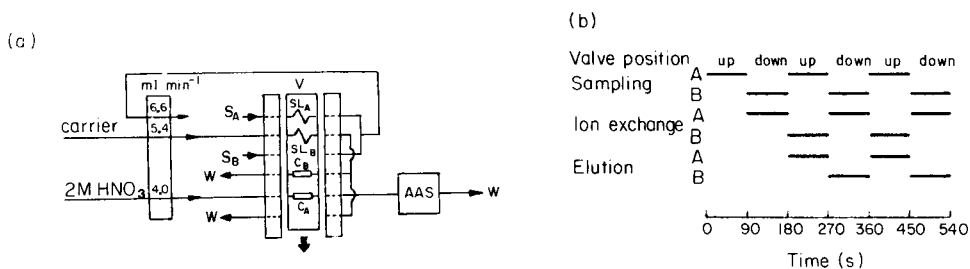 (a)
ml min⁻¹
6,6
5.4
4,0
carrier
2M HNO₃
V
S_A
SL_A
SL_B
S_B
W
C_B
W
C_A
AAS
W
(b)
Valve position
up down up down up down
Sampling
A
B
Ion exchange
A
B
Elution
A
B
0 90 180 270 360 450 540
Time (s)